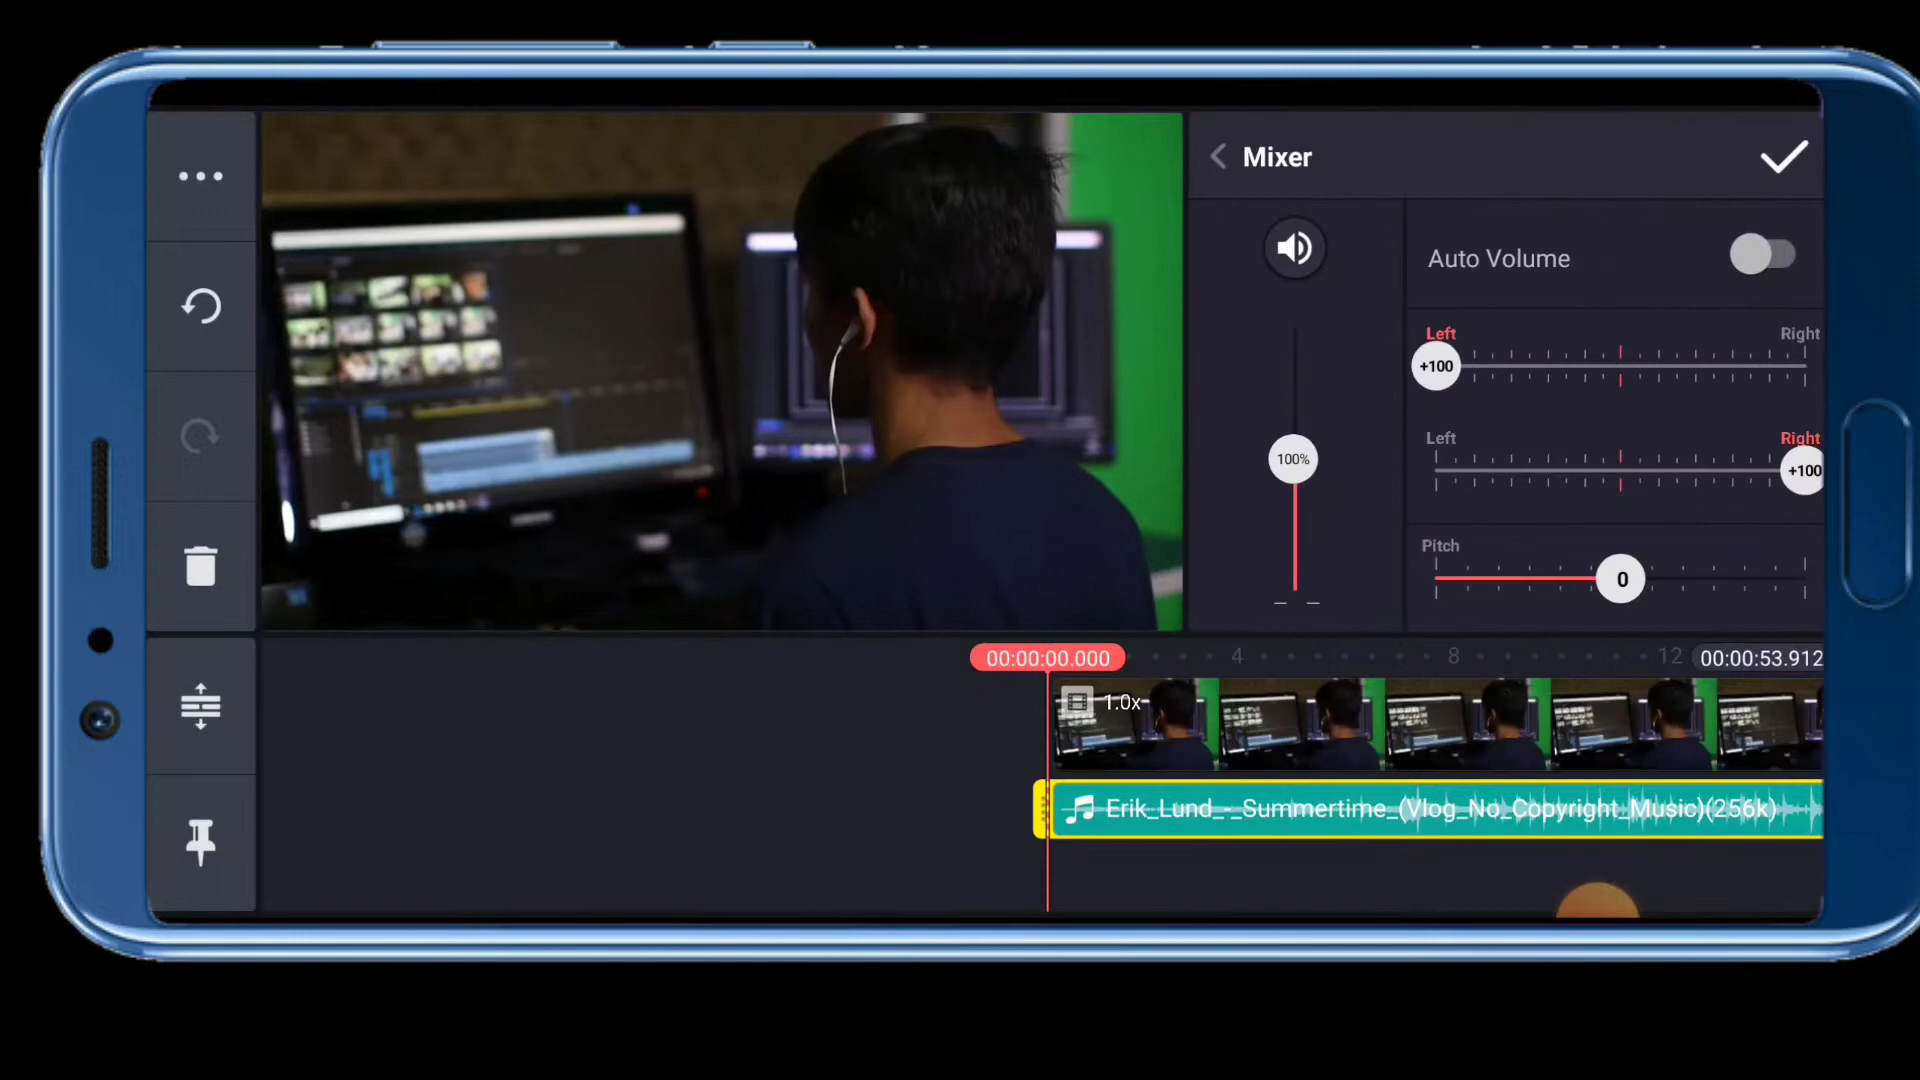 Mixer
Auto Volume
Left Right
+100
Left Right
+100
100%
Pitch
0
00:00:00.000 4 8 12 00:00:53.912
1.0x
Erik_Lund_-_Summertime_(Vlog_No_Copyright_Music)(256k)